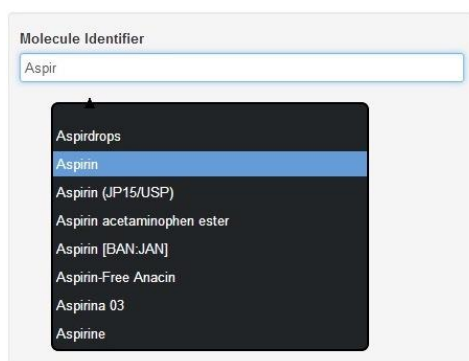 Molecule Identifier
Aspir
Aspirdrops
Aspirin
Aspirin (JP15/USP)
Aspirin acetaminophen ester
Aspirin [BAN:JAN]
Aspirin-Free Anacin
Aspirina 03
Aspirine